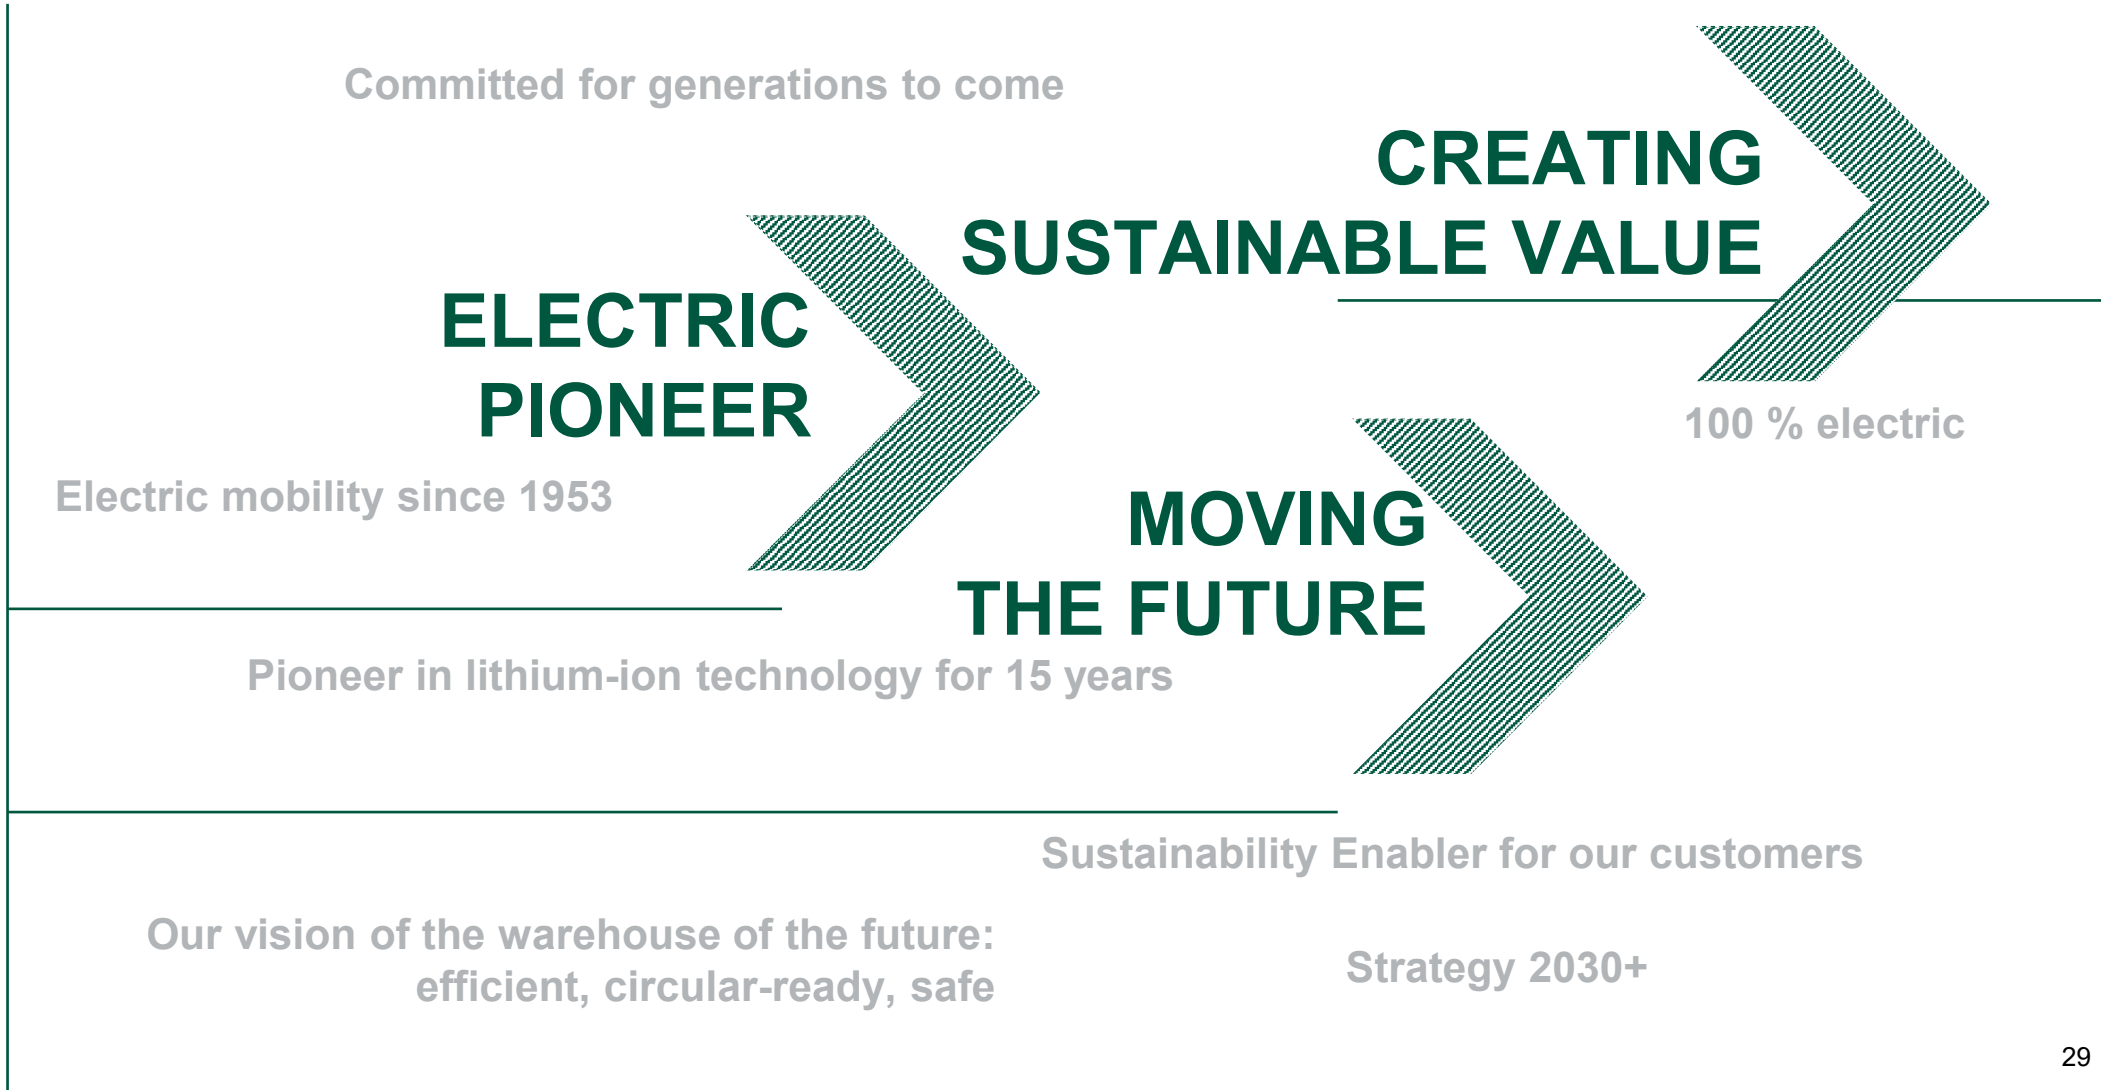 Committed for generations to come
CREATING
SUSTAINABLE VALUE
ELECTRIC
PIONEER
100 % electric
Electric mobility since 1953
MOVING
THE FUTURE
Pioneer in lithium-ion technology for 15 years
Sustainability Enabler for our customers
Our vision of the warehouse of the future:
efficient, circular-ready, safe
Strategy 2030+
29